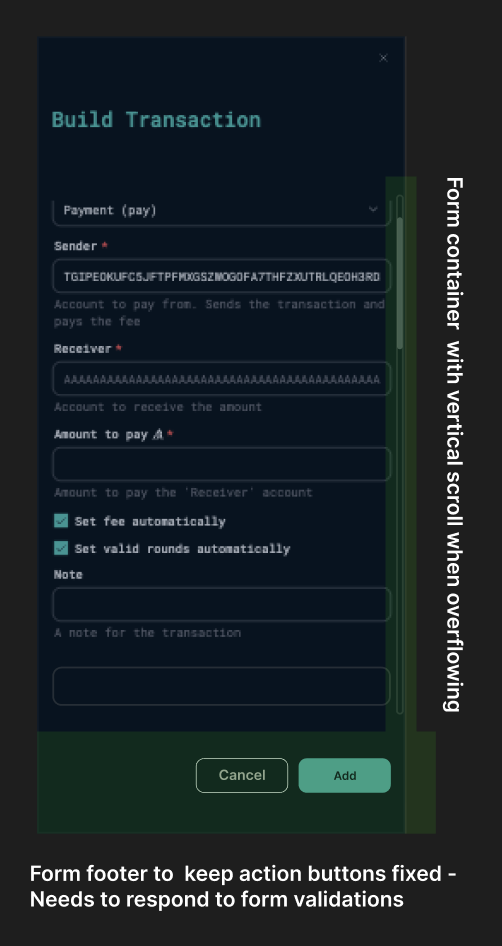 Build Transaction
Payment (pay)
Sender *
Account to pay from. Sends the transaction and
pays the fee
Receiver *
Account to receive the amount
Amount to pay *
Amount to pay the 'Receiver' account
Set fee automatically
Set valid rounds automatically
Note
A note for the transaction
Cancel
Add
Form container with vertical scroll when overflowing
Form footer to keep action buttons fixed -
Needs to respond to form validations